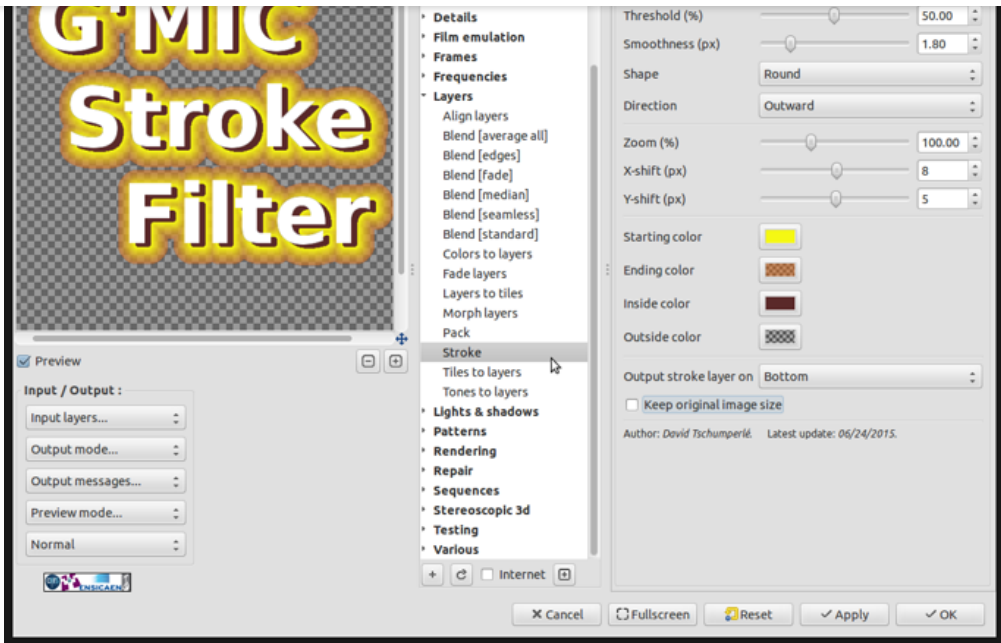 G'MIC
Stroke
Filter
Preview
Input / Output :
Input layers...
Output mode...
Output messages...
Preview mode...
Normal
ENSICAEN
Details
Film emulation
Frames
Frequencies
Layers
Align layers
Blend [average all]
Blend [edges]
Blend [fade]
Blend [median]
Blend [seamless]
Blend [standard]
Colors to layers
Fade layers
Layers to tiles
Morph layers
Pack
Stroke
Tiles to layers
Tones to layers
Lights & shadows
Patterns
Rendering
Repair
Sequences
Stereoscopic 3d
Testing
Various
Internet
Threshold (%) 50.00
Smoothness (px) 1.80
Shape Round
Direction Outward
Zoom (%) 100.00
X-shift (px) 8
Y-shift (px) 5
Starting color
Ending color
Inside color
Outside color
Output stroke layer on Bottom
Keep original image size
Author: David Tschumperlé. Latest update: 06/24/2015.
Cancel Fullscreen Reset Apply OK